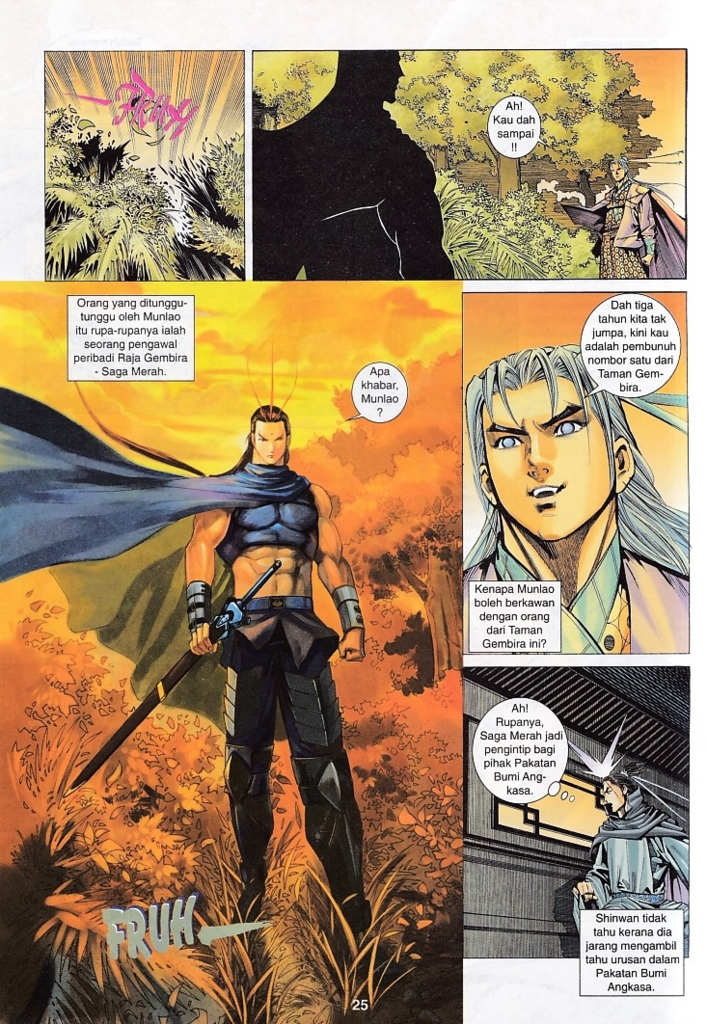 FRUH
Ah!
Kau dah
sampai
!!
Orang yang ditunggu-
tunggu oleh Munlao
itu rupa-rupanya ialah
seorang pengawal
peribadi Raja Gembira
- Saga Merah.
Apa
khabar,
Munlao
?
Dah tiga
tahun kita tak
jumpa, kini kau
adalah pembunuh
nombor satu dari
Taman Gem-
bira.
Kenapa Munlao
boleh berkawan
dengan orang
dari Taman
Gembira ini?
FRUH
Ah!
Rupanya,
Saga Merah jadi
pengintip bagi
pihak Pakatan
Bumi Ang-
kasa.
Shinwan tidak
tahu kerana dia
jarang mengambil
tahu urusan dalam
Pakatan Bumi
Angkasa.
25